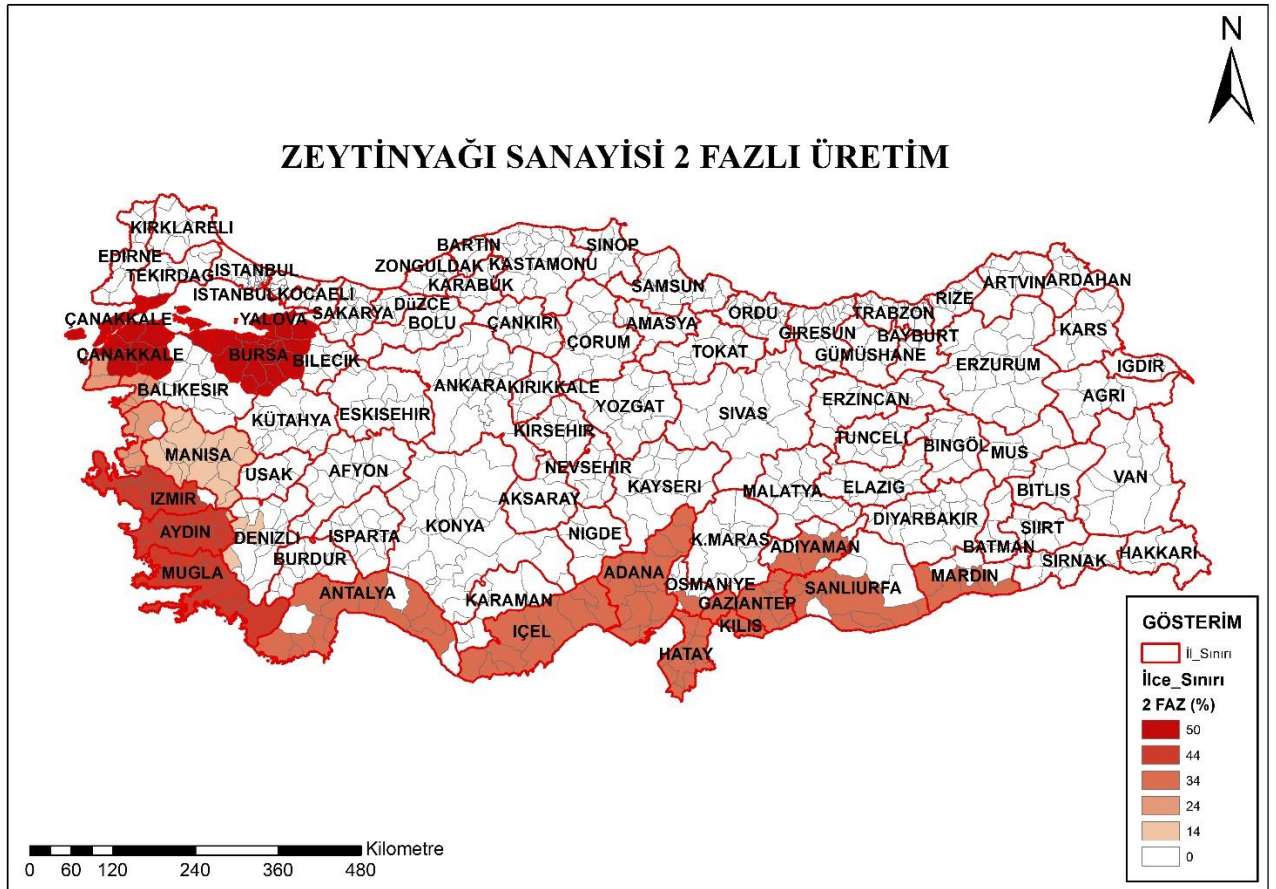 N
ZEYTİNYAĞI SANAYİSİ 2 FAZLI ÜRETİM
KIRKLARELI
EDIRNE
TEKIRDAG
ISTANBUL
ISTANBUL
KOCAELI
ÇANAKKALE
YALOVA
SAKARYA
DÜZCE
BOLU
ZONGULDAK
BARTIN
KARABÜK
KASTAMONU
SINOP
SAMSUN
ÇANKIRI
ÇORUM
AMASYA
TOKAT
ORDU
GIRESUN
GÜMÜSHANE
TRABZON
BAYBURT
RIZE
ARTVIN
ARDAHAN
KARS
IGDIR
AGRI
ERZURUM
ERZINCAN
ÇANAKKALE
BURSA
BILECIK
BALIKESIR
KÜTAHYA
ESKISEHIR
ANKARA
KIRIKKALE
KIRSEHIR
YOZGAT
SIVAS
TUNCELI
BINGÖL
MUS
BITLIS
VAN
MANISA
USAK
AFYON
NEVSEHIR
AKSARAY
KAYSERI
MALATYA
ELAZIG
DIYARBAKIR
SIIRT
BATMAN
SIRNAK
HAKKARI
IZMIR
AYDIN
DENIZLI
ISPARTA
BURDUR
KONYA
NIGDE
K.MARAS
ADIYAMAN
MARDIN
MUGLA
ANTALYA
KARAMAN
IÇEL
ADANA
OSMANIYE
GAZIANTEP
SANLIURFA
KILIS
HATAY
GÖSTERİM
İl_Sınırı
İlce_Sınırı
2 FAZ (%)
50
44
34
24
14
0
Kilometre
0 60 120 240 360 480